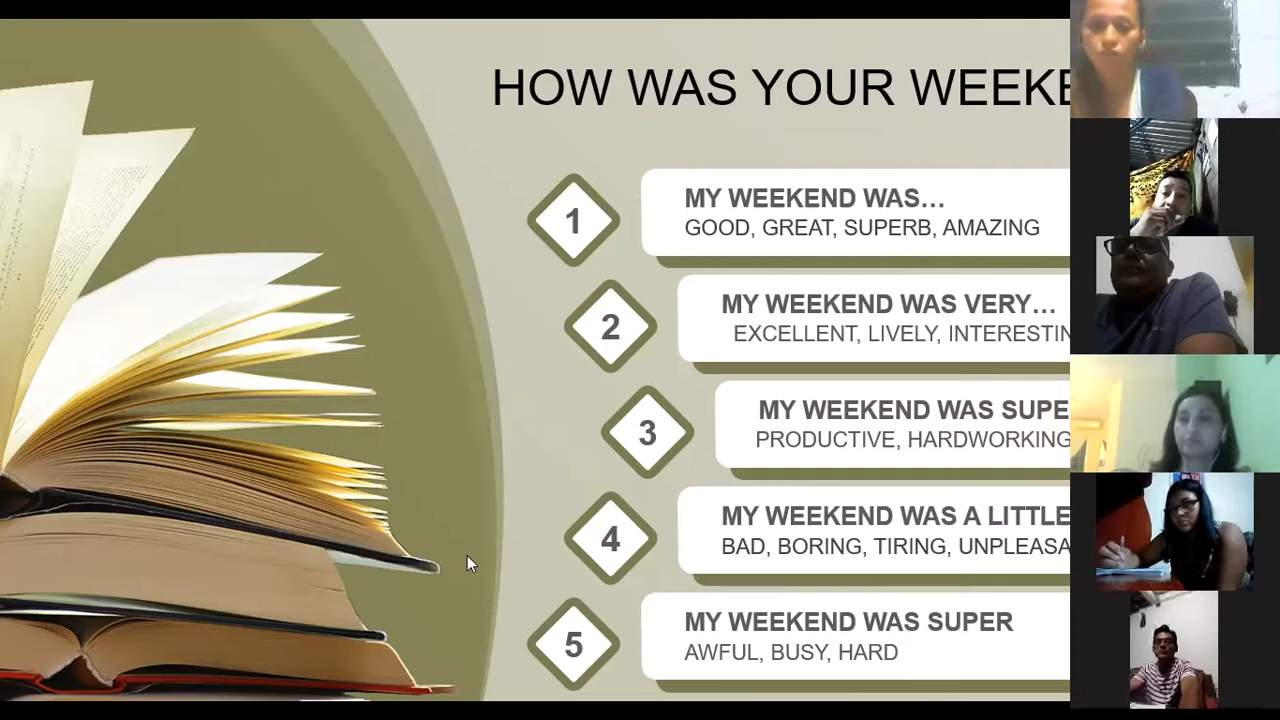 HOW WAS YOUR WEEKE
1
MY WEEKEND WAS…
GOOD, GREAT, SUPERB, AMAZING
2
MY WEEKEND WAS VERY…
EXCELLENT, LIVELY, INTERESTIN
3
MY WEEKEND WAS SUPE
PRODUCTIVE, HARDWORKING
4
MY WEEKEND WAS A LITTLE
BAD, BORING, TIRING, UNPLEASA
5
MY WEEKEND WAS SUPER
AWFUL, BUSY, HARD